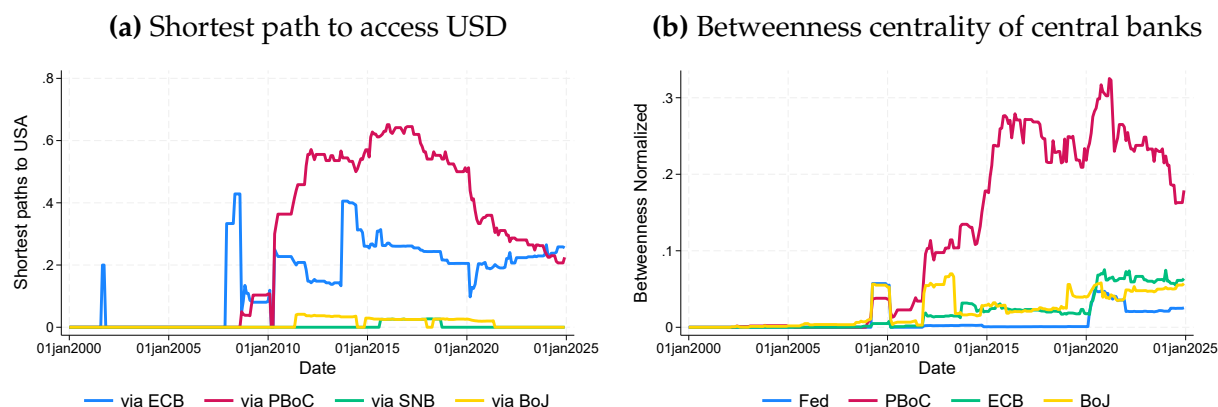 (a) Shortest path to access USD
Shortest paths to USA
.8
.6
.4
.2
0
01jan2000 01jan2005 01jan2010 01jan2015 01jan2020 01jan2025
Date
via ECB via PBoC via SNB via BoJ
(b) Betweenness centrality of central banks
Betweenness Normalized
.3
.2
.1
0
01jan2000 01jan2005 01jan2010 01jan2015 01jan2020 01jan2025
Date
Fed PBoC ECB BoJ